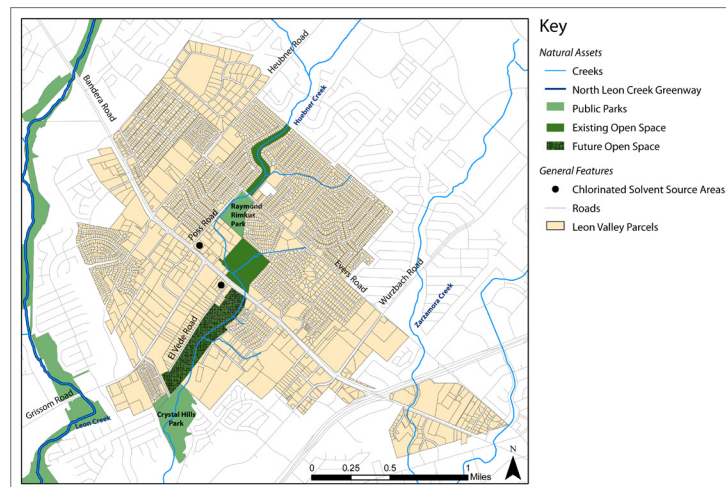 Key
Natural Assets
Creeks
North Leon Creek Greenway
Public Parks
Existing Open Space
Future Open Space
General Features
Chlorinated Solvent Source Areas
Roads
Leon Valley Parcels
Bandera Road
Heubner Road
Huebner Creek
Raymond
Rimkus
Park
Poss Road
Evers Road
Wurzbach Road
Zarzamora Creek
El Vede Road
Grissom Road
Leon Creek
Crystal Hills
Park
N
0 0.25 0.5 1
Miles